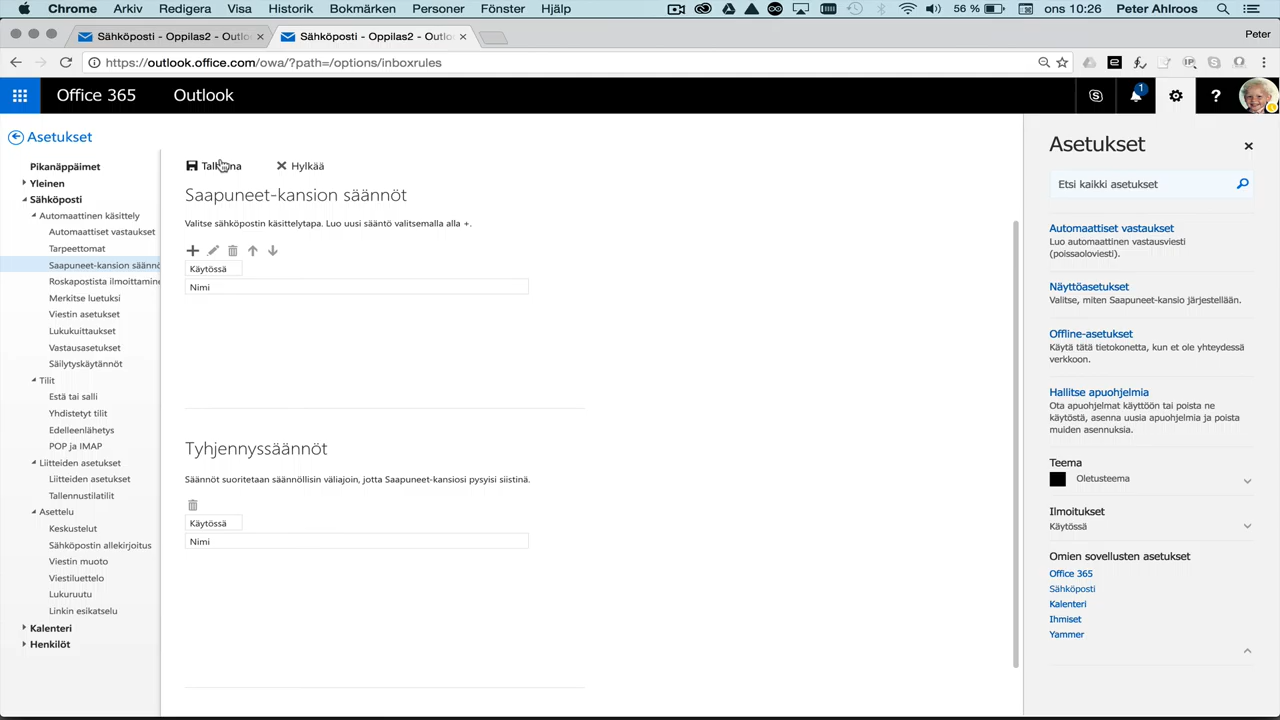 Chrome Arkiv Redigera Visa Historik Bokmärken Personer Fönster Hjälp 56 % ons 10:26 Peter Ahlroos
Sähköposti - Oppilas2 - Outlo Sähköposti - Oppilas2 - Outlo Peter
https://outlook.office.com/owa/?path=/options/inboxrules
Office 365 Outlook 1 ?
Asetukset
Pikanäppäimet
Yleinen
Sähköposti
Automaattinen käsittely
Automaattiset vastaukset
Tarpeettomat
Saapuneet-kansion säännö
Roskapostista ilmoittamine
Merkitse luetuksi
Viestin asetukset
Lukukuittaukset
Vastausasetukset
Säilytyskäytännöt
Tilit
Estä tai salli
Yhdistetyt tilit
Edelleenlähetys
POP ja IMAP
Liitteiden asetukset
Liitteiden asetukset
Tallennustilatilit
Asettelu
Keskustelut
Sähköpostin allekirjoitus
Viestin muoto
Viestiluettelo
Lukuruutu
Linkin esikatselu
Kalenteri
Henkilöt
Hylkää
Saapuneet-kansion säännöt
Valitse sähköpostin käsittelytapa. Luo uusi sääntö valitsemalla alla +.
Käytössä
Nimi
Tyhjennyssäännöt
Säännöt suoritetaan säännöllisin väliajoin, jotta Saapuneet-kansiosi pysyisi siistinä.
Käytössä
Nimi
Asetukset
Etsi kaikki asetukset
Automaattiset vastaukset
Luo automaattinen vastausviesti
(poissaoloviesti).
Näyttöasetukset
Valitse, miten Saapuneet-kansio järjestellään.
Offline-asetukset
Käytä tätä tietokonetta, kun et ole yhteydessä
verkkoon.
Hallitse apuohjelmia
Ota apuohjelmat käyttöön tai poista ne
käytöstä, asenna uusia apuohjelmia ja poista
muiden asennuksia.
Teema
Oletusteema
Ilmoitukset
Käytössä
Omien sovellusten asetukset
Office 365
Sähköposti
Kalenteri
Ihmiset
Yammer